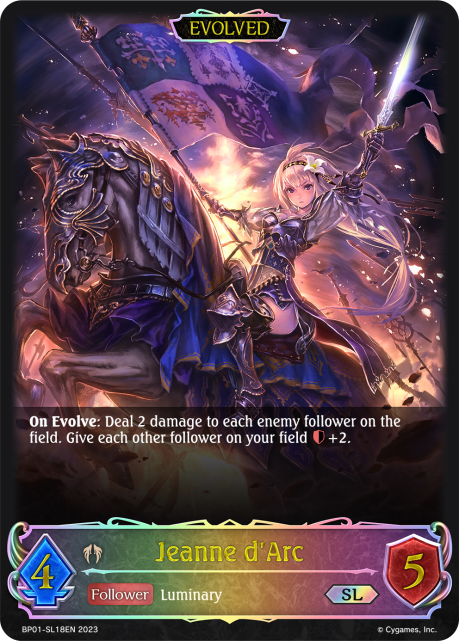 EVOLVED
On Evolve: Deal 2 damage to each enemy follower on the
field. Give each other follower on your field +2.
Jeanne d'Arc
4
5
Follower Luminary
SL
BP01-SL18EN 2023
© Cygames, Inc.